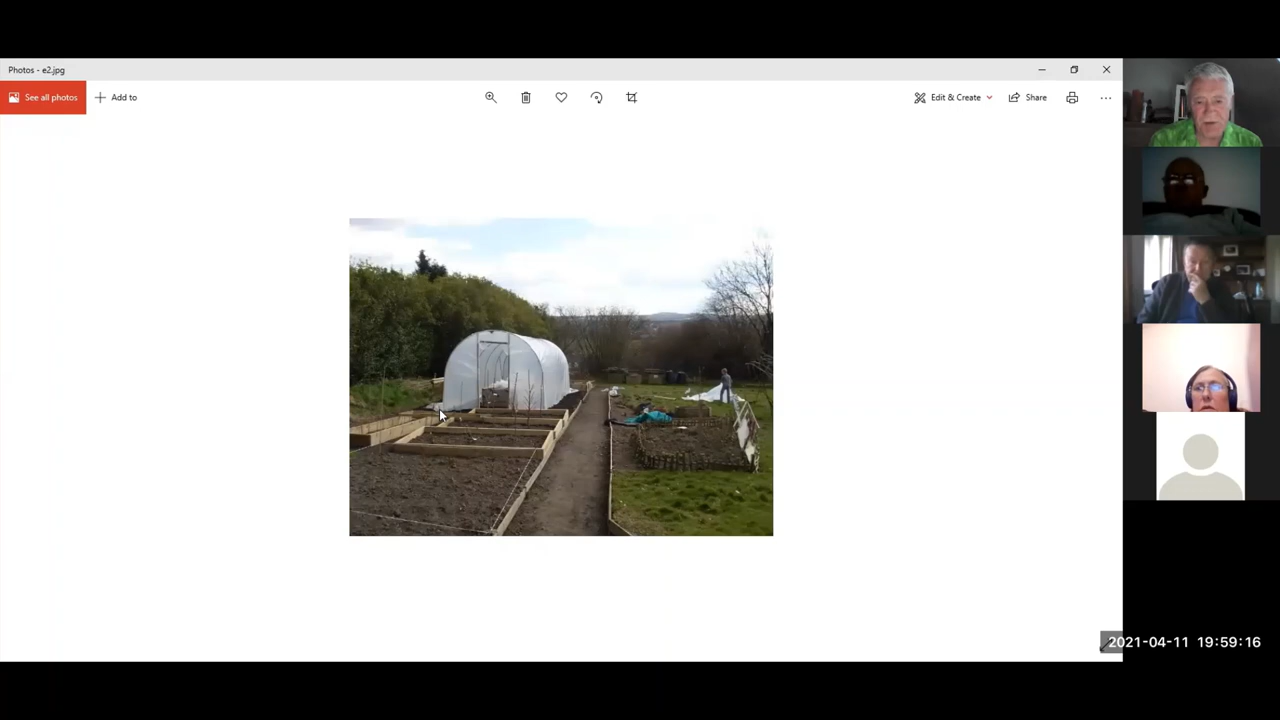 Photos - e2.jpg
See all photos
Add to
Edit & Create
Share
2021-04-11 19:59:16